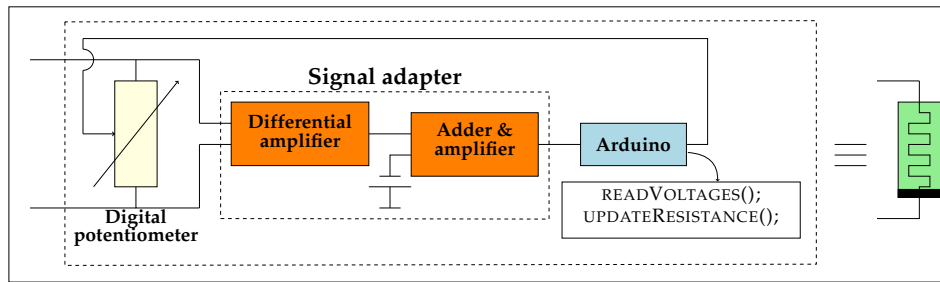 Signal adapter
Differential
amplifier
Adder &
amplifier
Arduino
READVOLTAGES();
UPDATERESISTANCE();
Digital
potentiometer